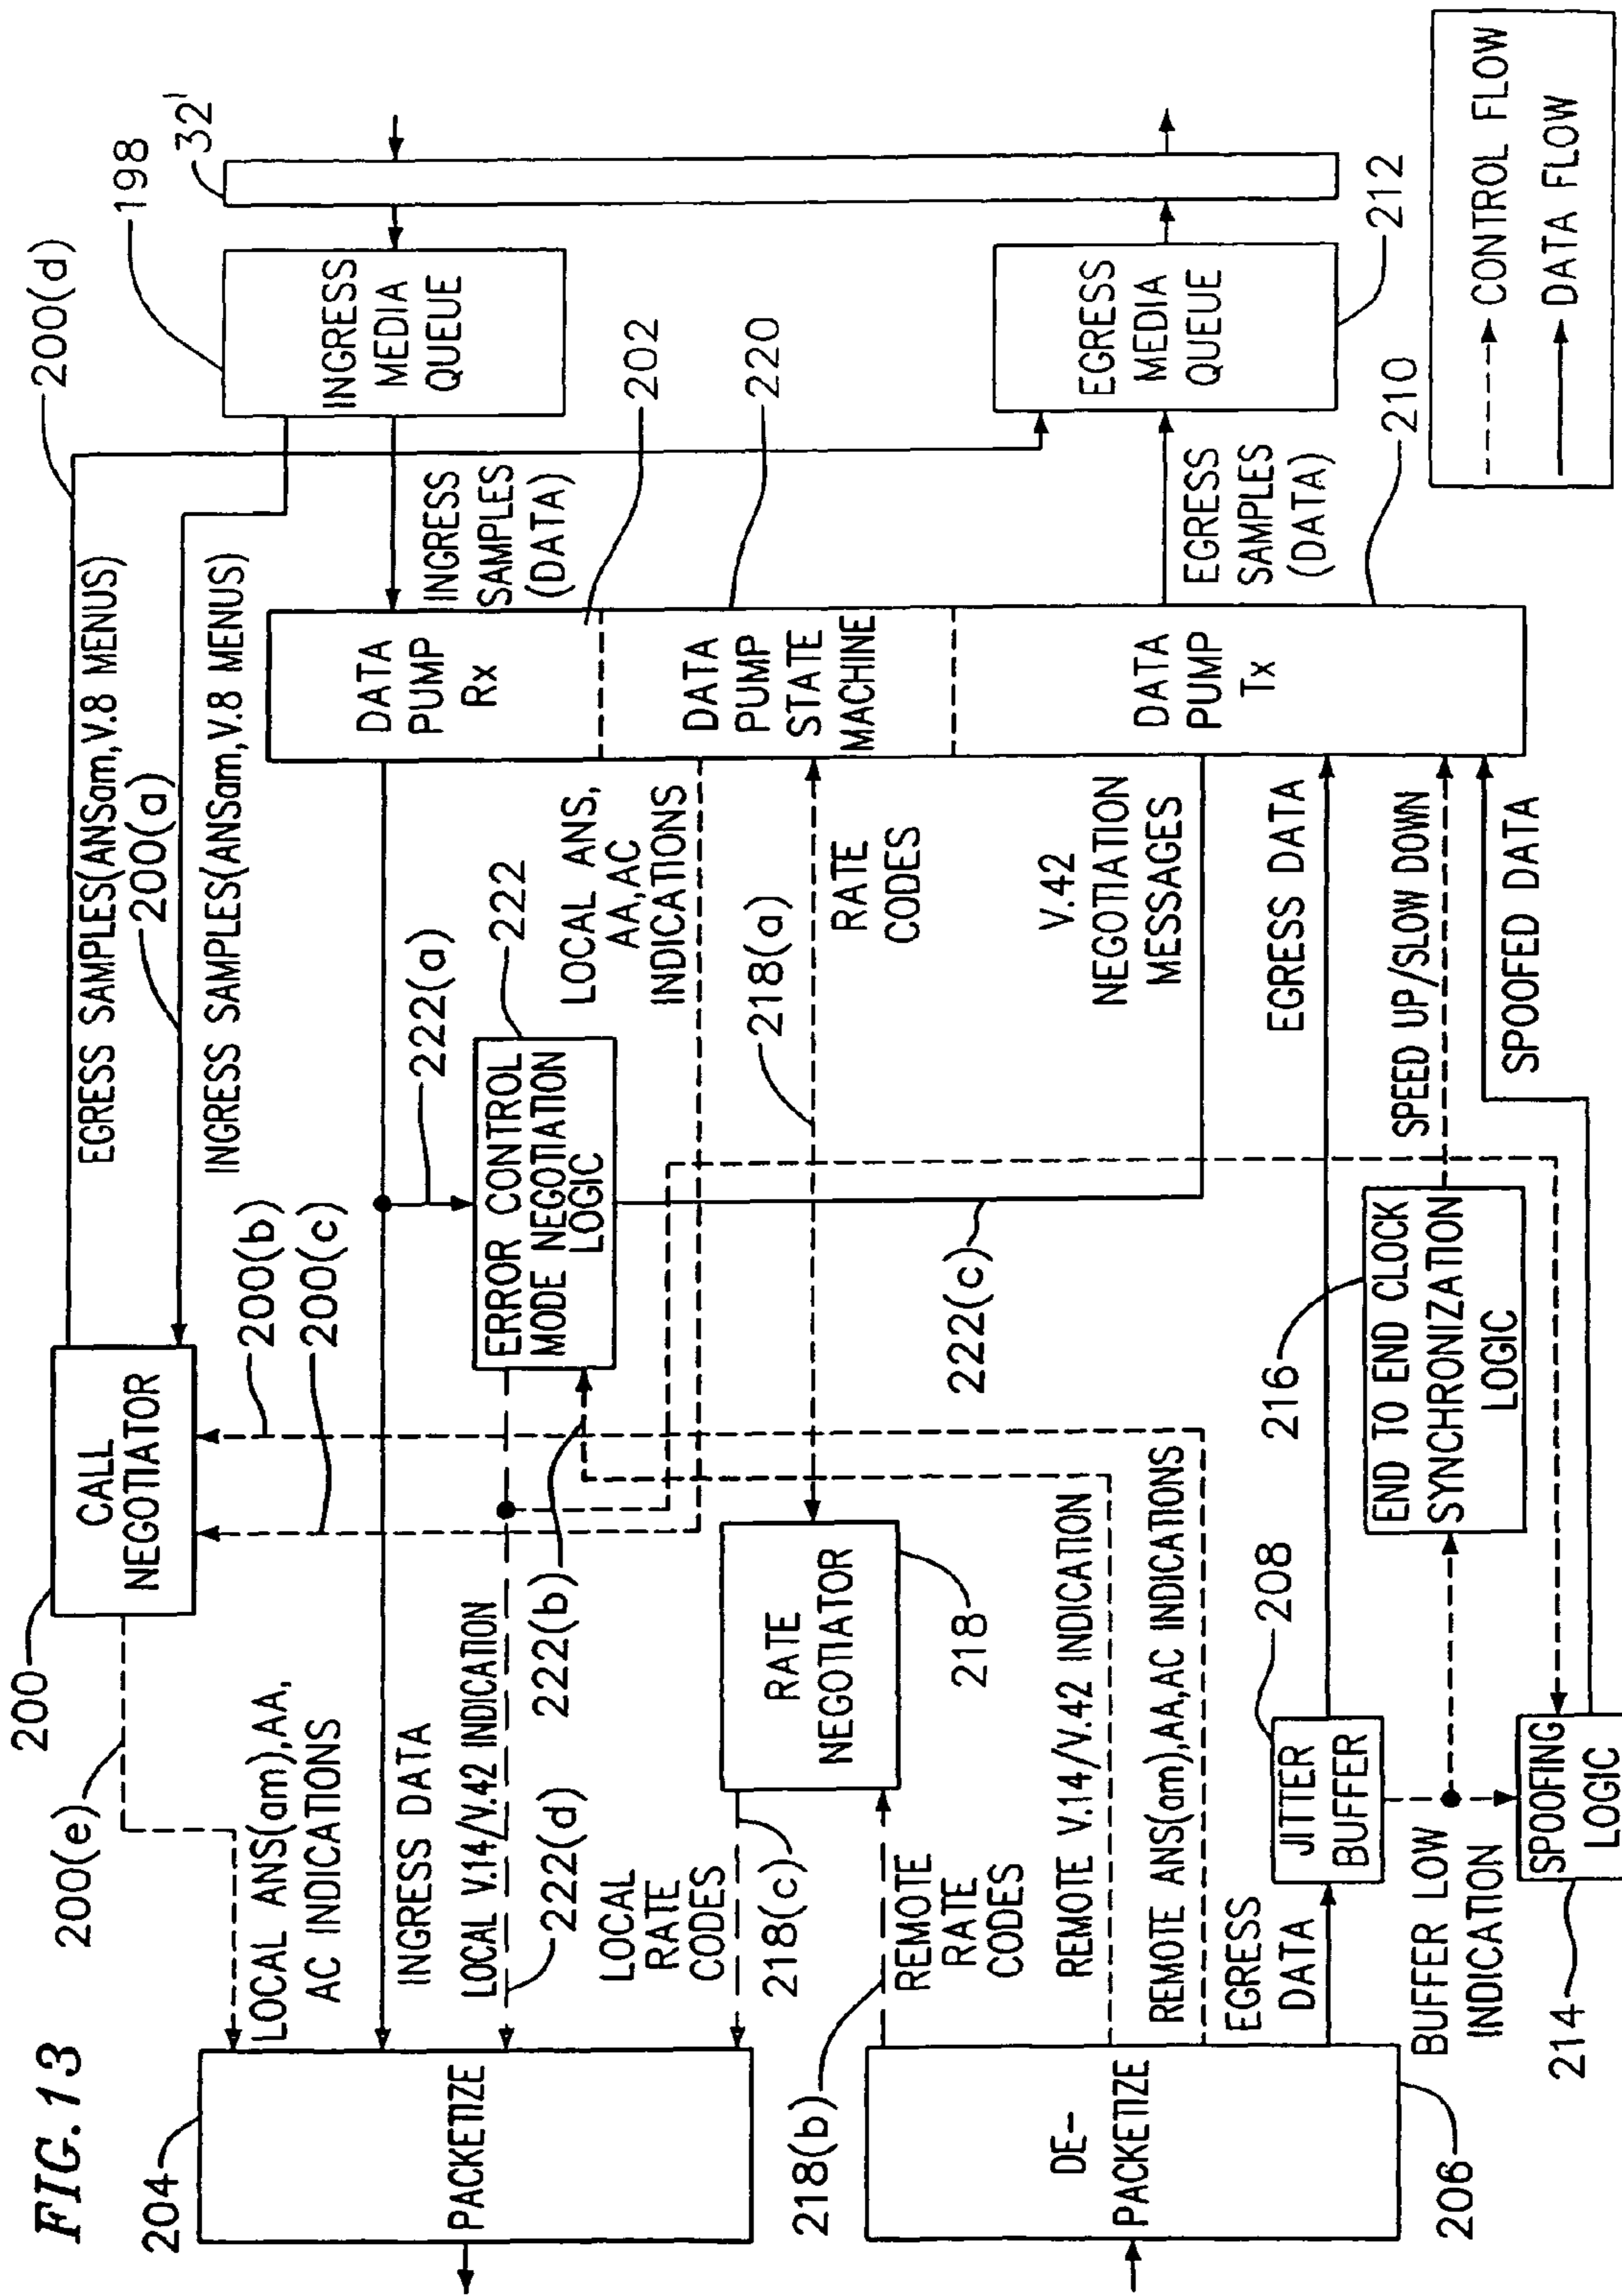 FIG. 13
200(d)
198
32'
200
EGRESS SAMPLES(ANSam,V.8 MENUS)
200(a)
INGRESS SAMPLES(ANSam,V.8 MENUS)
INGRESS
MEDIA
QUEUE
CALL
NEGOTIATOR
200(e)
200(b)
200(c)
INGRESS
SAMPLES
(DATA)
202
204
LOCAL ANS(am),AA,
AC INDICATIONS
DATA
PUMP
Rx
PACKETIZE
INGRESS DATA
222(a)
222
220
LOCAL V.14/V.42 INDICATION
222(d)
222(b)
ERROR CONTROL
MODE NEGOTIATION
LOGIC
LOCAL ANS,
AA,AC
INDICATIONS
DATA
PUMP
STATE
MACHINE
LOCAL
RATE
CODES
218(c)
RATE
NEGOTIATOR
218
218(a)
RATE
CODES
218(b)
REMOTE
RATE
CODES
222(c)
V.42
NEGOTIATION
MESSAGES
EGRESS
SAMPLES
(DATA)
EGRESS
MEDIA
QUEUE
212
DE-
PACKETIZE
206
REMOTE V.14/V.42 INDICATION
REMOTE ANS(am),AA,AC INDICATIONS
DATA
PUMP
Tx
210
EGRESS
DATA
208
JITTER
BUFFER
EGRESS DATA
216
END TO END CLOCK
SYNCHRONIZATION
LOGIC
SPEED UP/SLOW DOWN
BUFFER LOW
INDICATION
214
SPOOFING
LOGIC
SPOOFED DATA
CONTROL FLOW
DATA FLOW